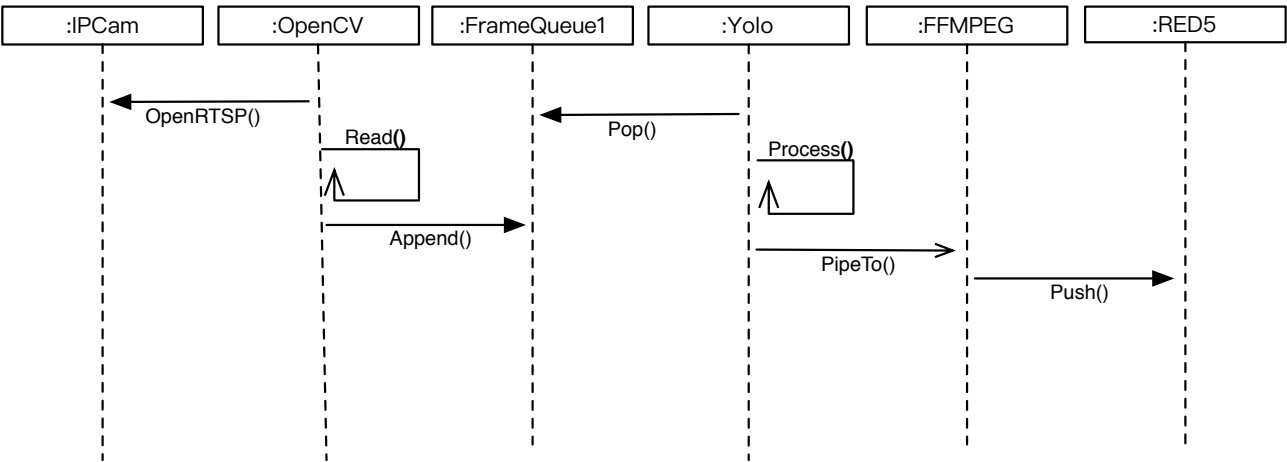 :IPCam
:OpenCV
:FrameQueue1
:Yolo
:FFMPEG
:RED5
OpenRTSP()
Pop()
Read()
Process()
Append()
PipeTo()
Push()